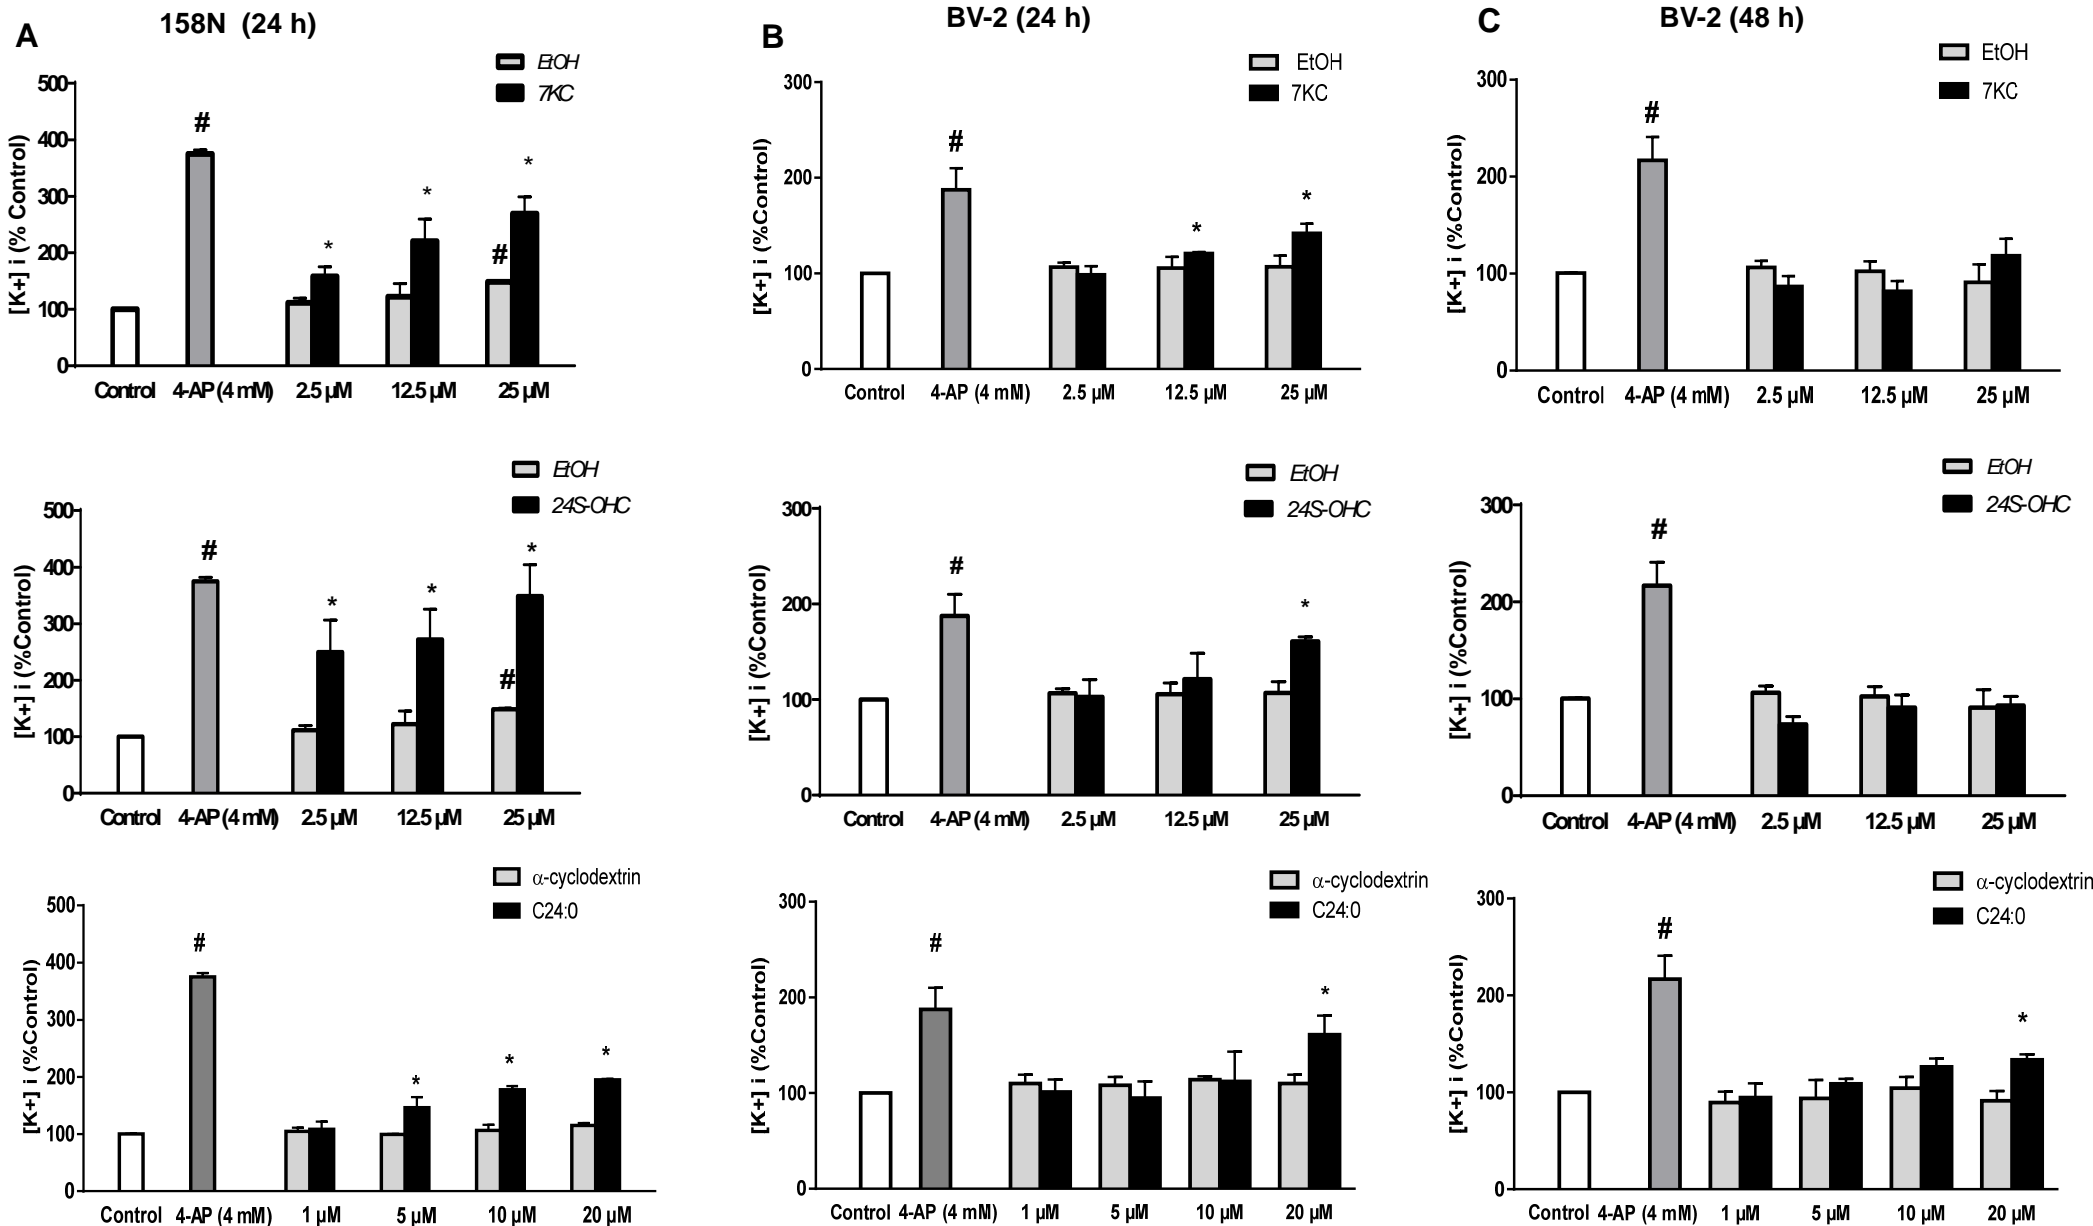 A
158N (24 h)
EtOH
7KC
[K+] i (% Control)
500
400
300
200
100
0
#
*
*
#
*
Control 4-AP (4 mM) 2.5 µM 12.5 µM 25 µM
B
BV-2 (24 h)
EtOH
7KC
[K+] i (%Control)
300
200
100
0
#
*
*
Control 4-AP (4 mM) 2.5 µM 12.5 µM 25 µM
C
BV-2 (48 h)
EtOH
7KC
[K+] i (%Control)
300
200
100
0
#
Control 4-AP (4 mM) 2.5 µM 12.5 µM 25 µM
EtOH
24S-OHC
[K+] i (%Control)
500
400
300
200
100
0
#
*
*
#
*
Control 4-AP (4 mM) 2.5 µM 12.5 µM 25 µM
EtOH
24S-OHC
[K+] i (%Control)
300
200
100
0
#
*
Control 4-AP (4 mM) 2.5 µM 12.5 µM 25 µM
EtOH
24S-OHC
[K+] i (%Control)
300
200
100
0
#
Control 4-AP (4 mM) 2.5 µM 12.5 µM 25 µM
α-cyclodextrin
C24:0
[K+] i (%Control)
500
400
300
200
100
0
#
*
*
*
Control 4-AP (4 mM) 1 µM 5 µM 10 µM 20 µM
α-cyclodextrin
C24:0
[K+] i (%Control)
300
200
100
0
#
*
Control 4-AP (4 mM) 1 µM 5 µM 10 µM 20 µM
α-cyclodextrin
C24:0
[K+] i (%Control)
300
200
100
0
#
*
Control 4-AP (4 mM) 1 µM 5 µM 10 µM 20 µM